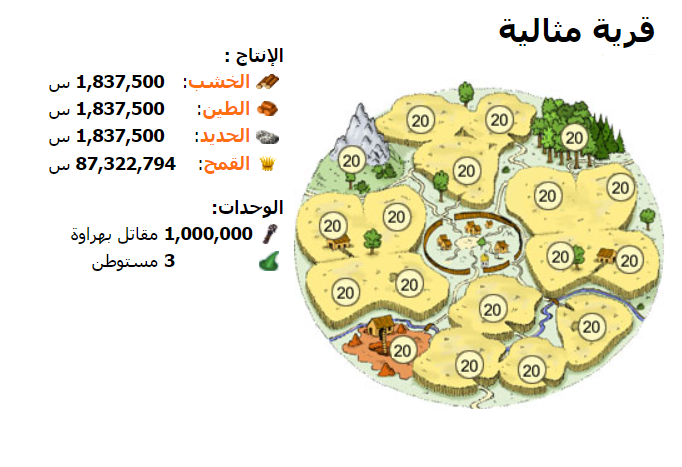 قرية مثالية
الإنتاج :
الخشب: 1,837,500 س
الطين: 1,837,500 س
الحديد: 1,837,500 س
القمح: 87,322,794 س
الوحدات:
1,000,000 مقاتل بهراوة
3 مستوطن
20 20 20
20 20
20 20
20 20
20 20
20 20
20 20
20 20
20